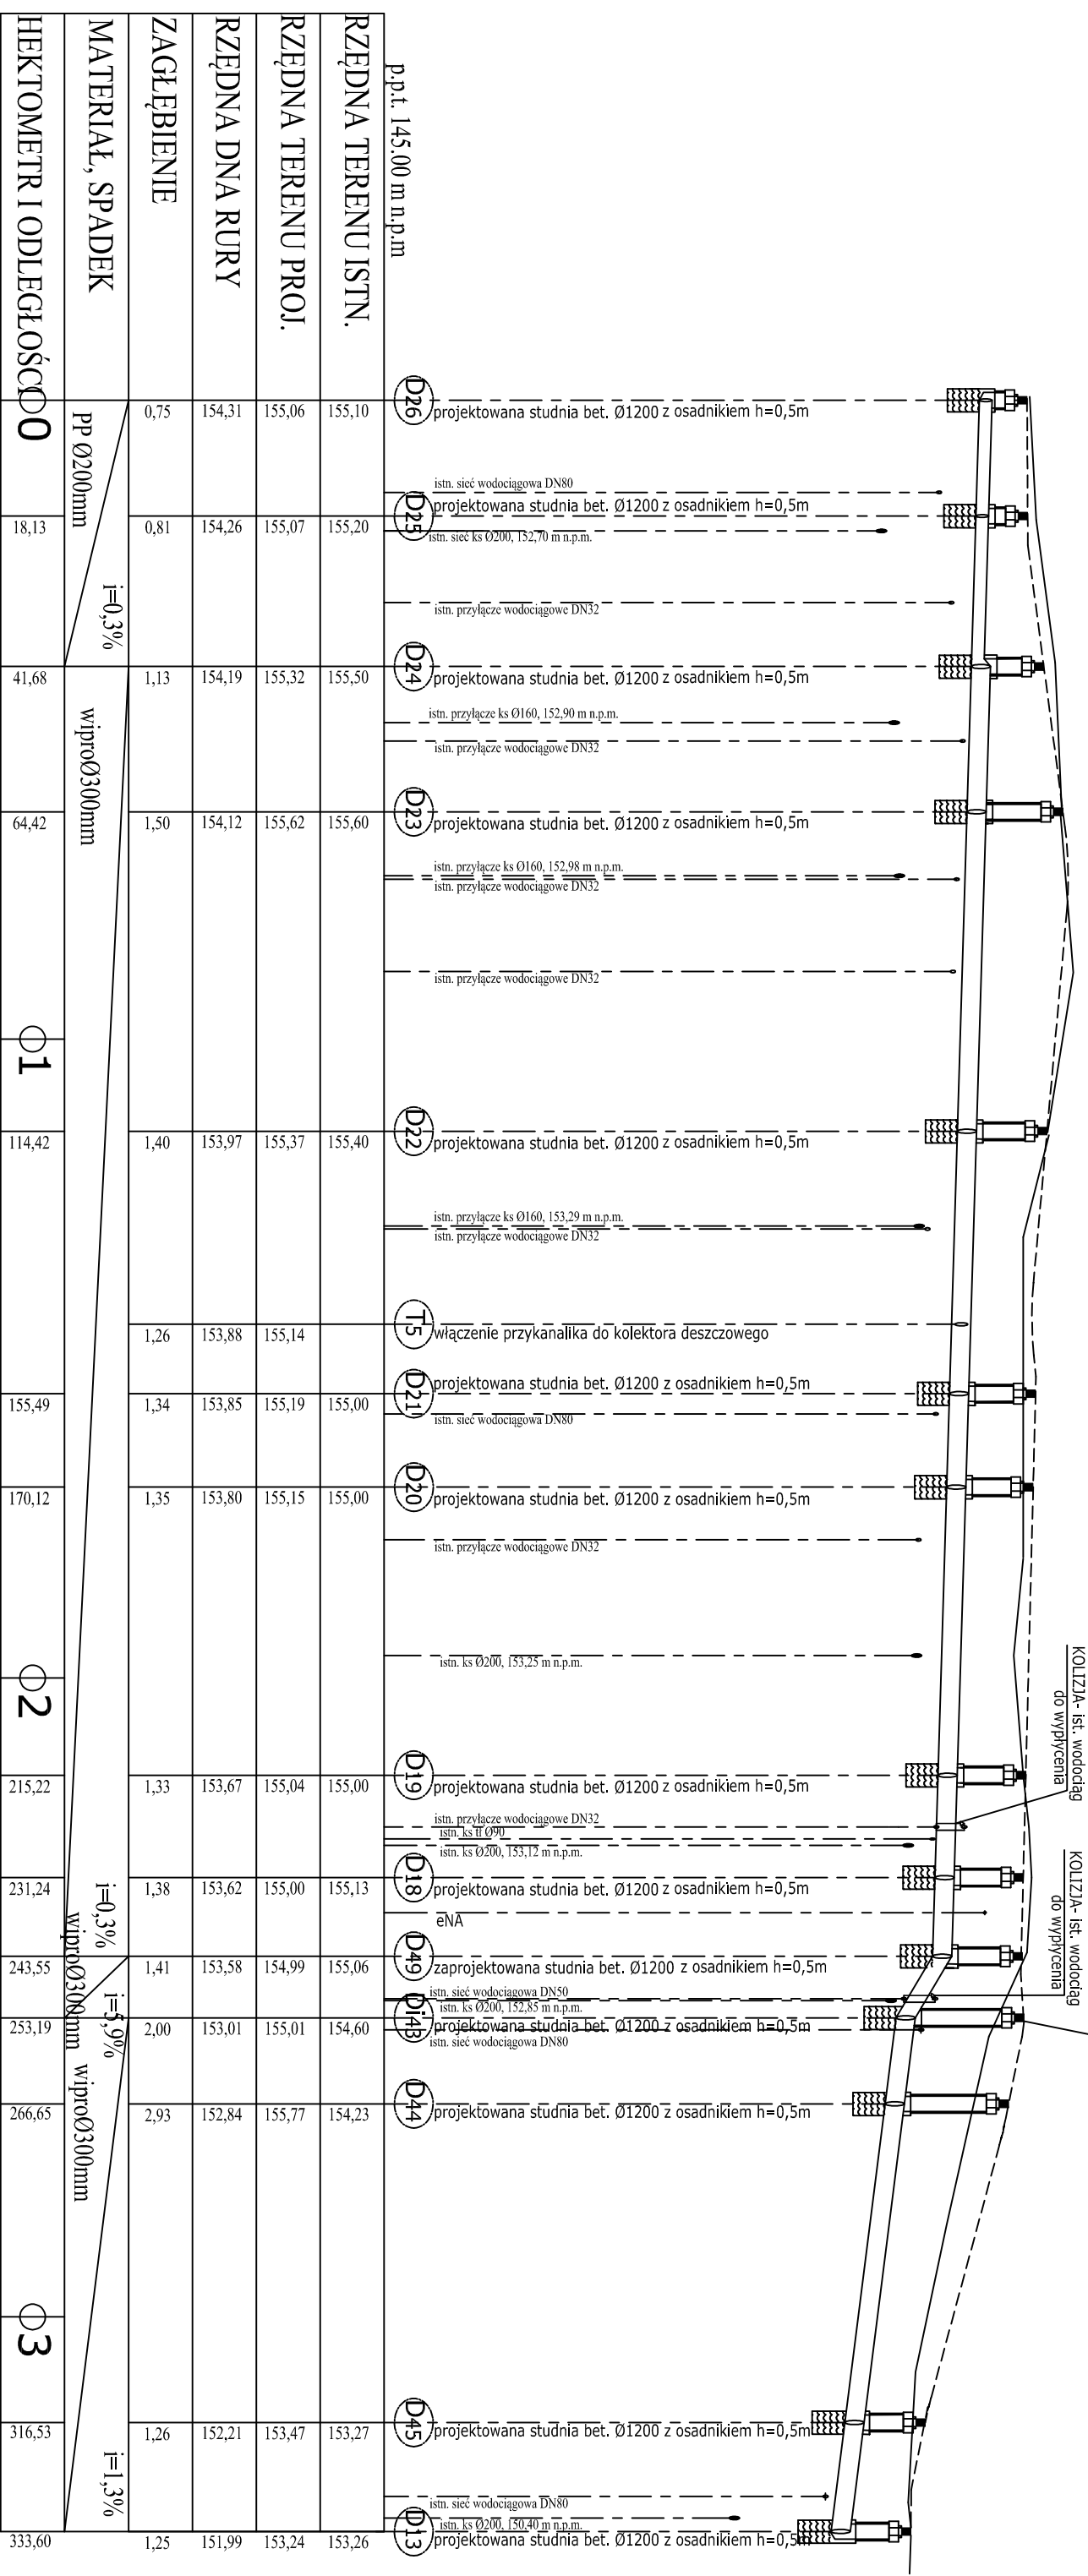 p.p.t. 145.00 m n.p.m
RZĘDNA TERENU ISTN.
RZĘDNA TERENU PROJ.
RZĘDNA DNA RURY
ZAGŁĘBIENIE
MATERIAŁ, SPADEK
HEKTOMETR I ODLEGŁOŚCI
KOLIZJA- ist. wodociąg
do wypłycenia
KOLIZJA- ist. wodociąg
do wypłycenia
D26 projektowana studnia bet. Ø1200 z osadnikiem h=0,5m
istn. sieć wodociągowa DN80
D25 projektowana studnia bet. Ø1200 z osadnikiem h=0,5m
istn. sieć ks Ø200, 152,70 m n.p.m.
istn. przyłącze wodociągowe DN32
D24 projektowana studnia bet. Ø1200 z osadnikiem h=0,5m
istn. przyłącze ks Ø160, 152,90 m n.p.m.
istn. przyłącze wodociągowe DN32
D23 projektowana studnia bet. Ø1200 z osadnikiem h=0,5m
istn. przyłącze ks Ø160, 152,98 m n.p.m.
istn. przyłącze wodociągowe DN32
istn. przyłącze wodociągowe DN32
D22 projektowana studnia bet. Ø1200 z osadnikiem h=0,5m
istn. przyłącze ks Ø160, 153,29 m n.p.m.
istn. przyłącze wodociągowe DN32
T5 włączenie przykanalika do kolektora deszczowego
D21 projektowana studnia bet. Ø1200 z osadnikiem h=0,5m
istn. sieć wodociągowa DN80
D20 projektowana studnia bet. Ø1200 z osadnikiem h=0,5m
istn. przyłącze wodociągowe DN32
istn. ks Ø200, 153,25 m n.p.m.
D19 projektowana studnia bet. Ø1200 z osadnikiem h=0,5m
istn. przyłącze wodociągowe DN32
istn. ks tł Ø90
istn. ks Ø200, 153,12 m n.p.m.
D18 projektowana studnia bet. Ø1200 z osadnikiem h=0,5m
eNA
D49 zaprojektowana studnia bet. Ø1200 z osadnikiem h=0,5m
istn. sieć wodociągowa DN50
istn. ks Ø200, 152,85 m n.p.m.
Di43 projektowana studnia bet. Ø1200 z osadnikiem h=0,5m
istn. sieć wodociągowa DN80
D44 projektowana studnia bet. Ø1200 z osadnikiem h=0,5m
D45 projektowana studnia bet. Ø1200 z osadnikiem h=0,5m
istn. sieć wodociągowa DN80
istn. ks Ø200, 150,40 m n.p.m.
D13 projektowana studnia bet. Ø1200 z osadnikiem h=0,5m
155,10 155,20 155,50 155,60 155,40 155,00 155,00 155,00 155,13 155,06 154,60 154,23 153,27 153,26
155,06 155,07 155,32 155,62 155,37 155,14 155,19 155,15 155,04 155,00 154,99 155,01 155,77 153,47 153,24
154,31 154,26 154,19 154,12 153,97 153,88 153,85 153,80 153,67 153,62 153,58 153,01 152,84 152,21 151,99
0,75 0,81 1,13 1,50 1,40 1,26 1,34 1,35 1,33 1,38 1,41 2,00 2,93 1,26 1,25
PP Ø200mm i=0,3%
wiproØ300mm i=0,3%
wiproØ300mm i=5,9%
wiproØ300mm i=1,3%
0 18,13 41,68 64,42 1 114,42 155,49 170,12 2 215,22 231,24 243,55 253,19 266,65 3 316,53 333,60